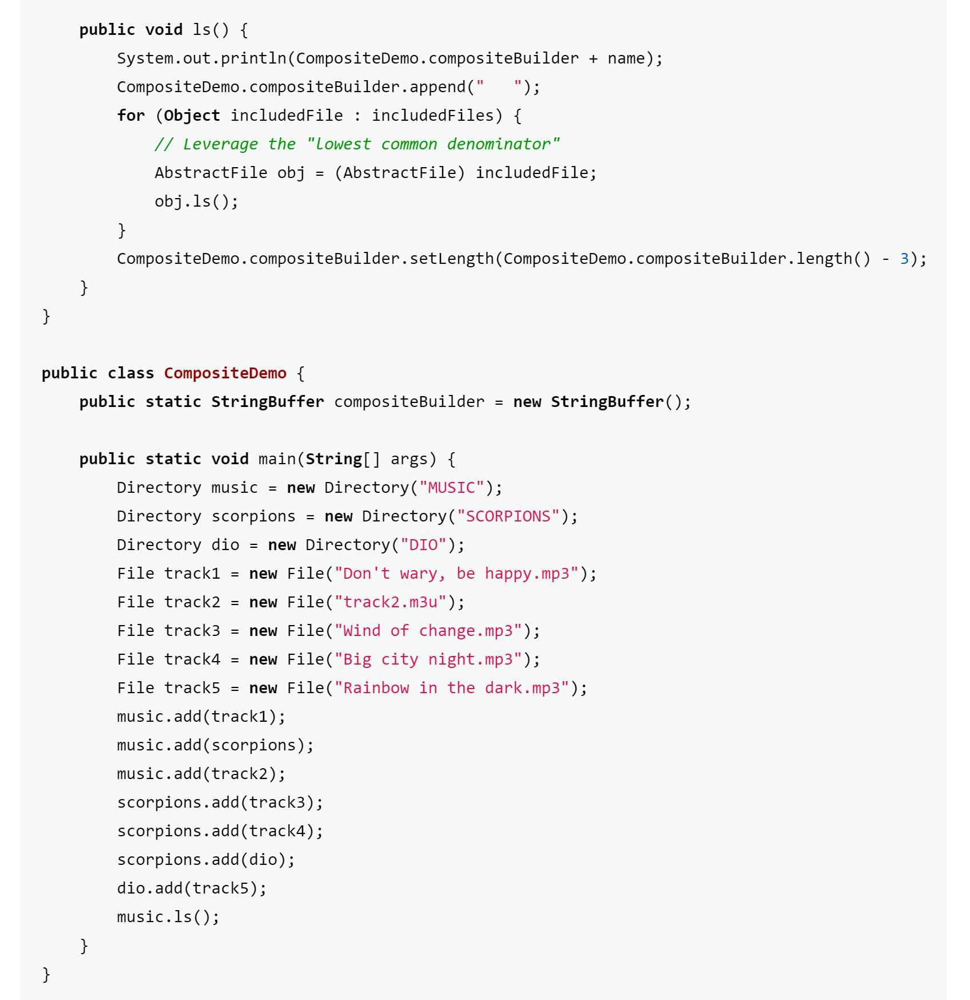 public void ls() {
        System.out.println(CompositeDemo.compositeBuilder + name);
        CompositeDemo.compositeBuilder.append("   ");
        for (Object includedFile : includedFiles) {
            // Leverage the "lowest common denominator"
            AbstractFile obj = (AbstractFile) includedFile;
            obj.ls();
        }
        CompositeDemo.compositeBuilder.setLength(CompositeDemo.compositeBuilder.length() - 3);
    }
}

public class CompositeDemo {
    public static StringBuffer compositeBuilder = new StringBuffer();

    public static void main(String[] args) {
        Directory music = new Directory("MUSIC");
        Directory scorpions = new Directory("SCORPIONS");
        Directory dio = new Directory("DIO");
        File track1 = new File("Don't wary, be happy.mp3");
        File track2 = new File("track2.m3u");
        File track3 = new File("Wind of change.mp3");
        File track4 = new File("Big city night.mp3");
        File track5 = new File("Rainbow in the dark.mp3");
        music.add(track1);
        music.add(scorpions);
        music.add(track2);
        scorpions.add(track3);
        scorpions.add(track4);
        scorpions.add(dio);
        dio.add(track5);
        music.ls();
    }
}